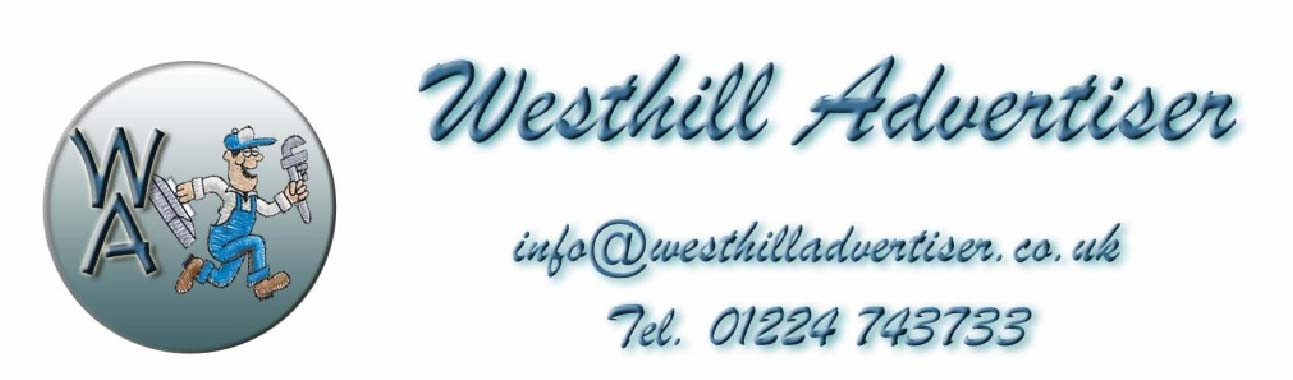 WA
Westhill Advertiser
info@westhilladvertiser.co.uk
Tel. 01224 743733